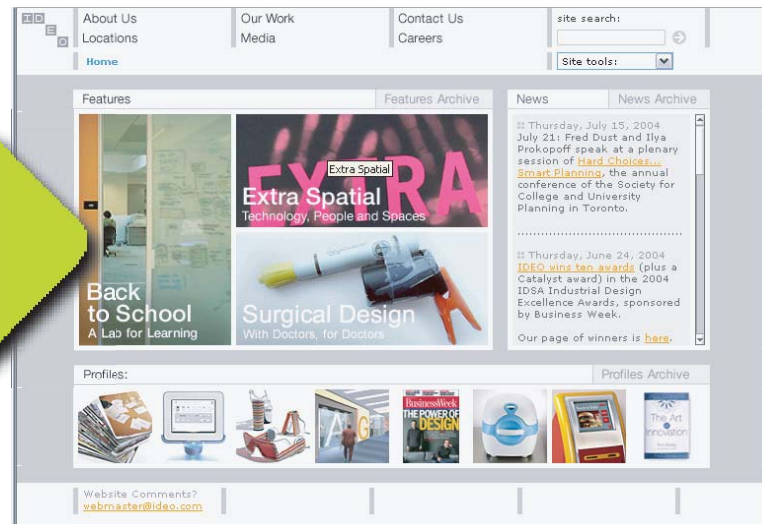 IDEO
About Us
Locations
Our Work
Media
Contact Us
Careers
site search:
Home
Site tools:
Features
Features Archive
News
News Archive
Thursday, July 15, 2004
July 21: Fred Dust and Ilya
Prokopoff speak at a plenary
session of Hard Choices...
Smart Planning, the annual
conference of the Society for
College and University
Planning in Toronto.
Thursday, June 24, 2004
IDEO wins ten awards (plus a
Catalyst award) in the 2004
IDSA Industrial Design
Excellence Awards, sponsored
by Business Week.
Our page of winners is here.
EXTRA
Extra Spatial
Extra Spatial
Technology, People and Spaces
Back
to School
A Lab for Learning
Surgical Design
With Doctors, for Doctors
Profiles:
Profiles Archive
A G
BusinessWeek
THE POWER OF
DESIGN
The Art
of
Innovation
Website Comments?
webmaster@ideo.com